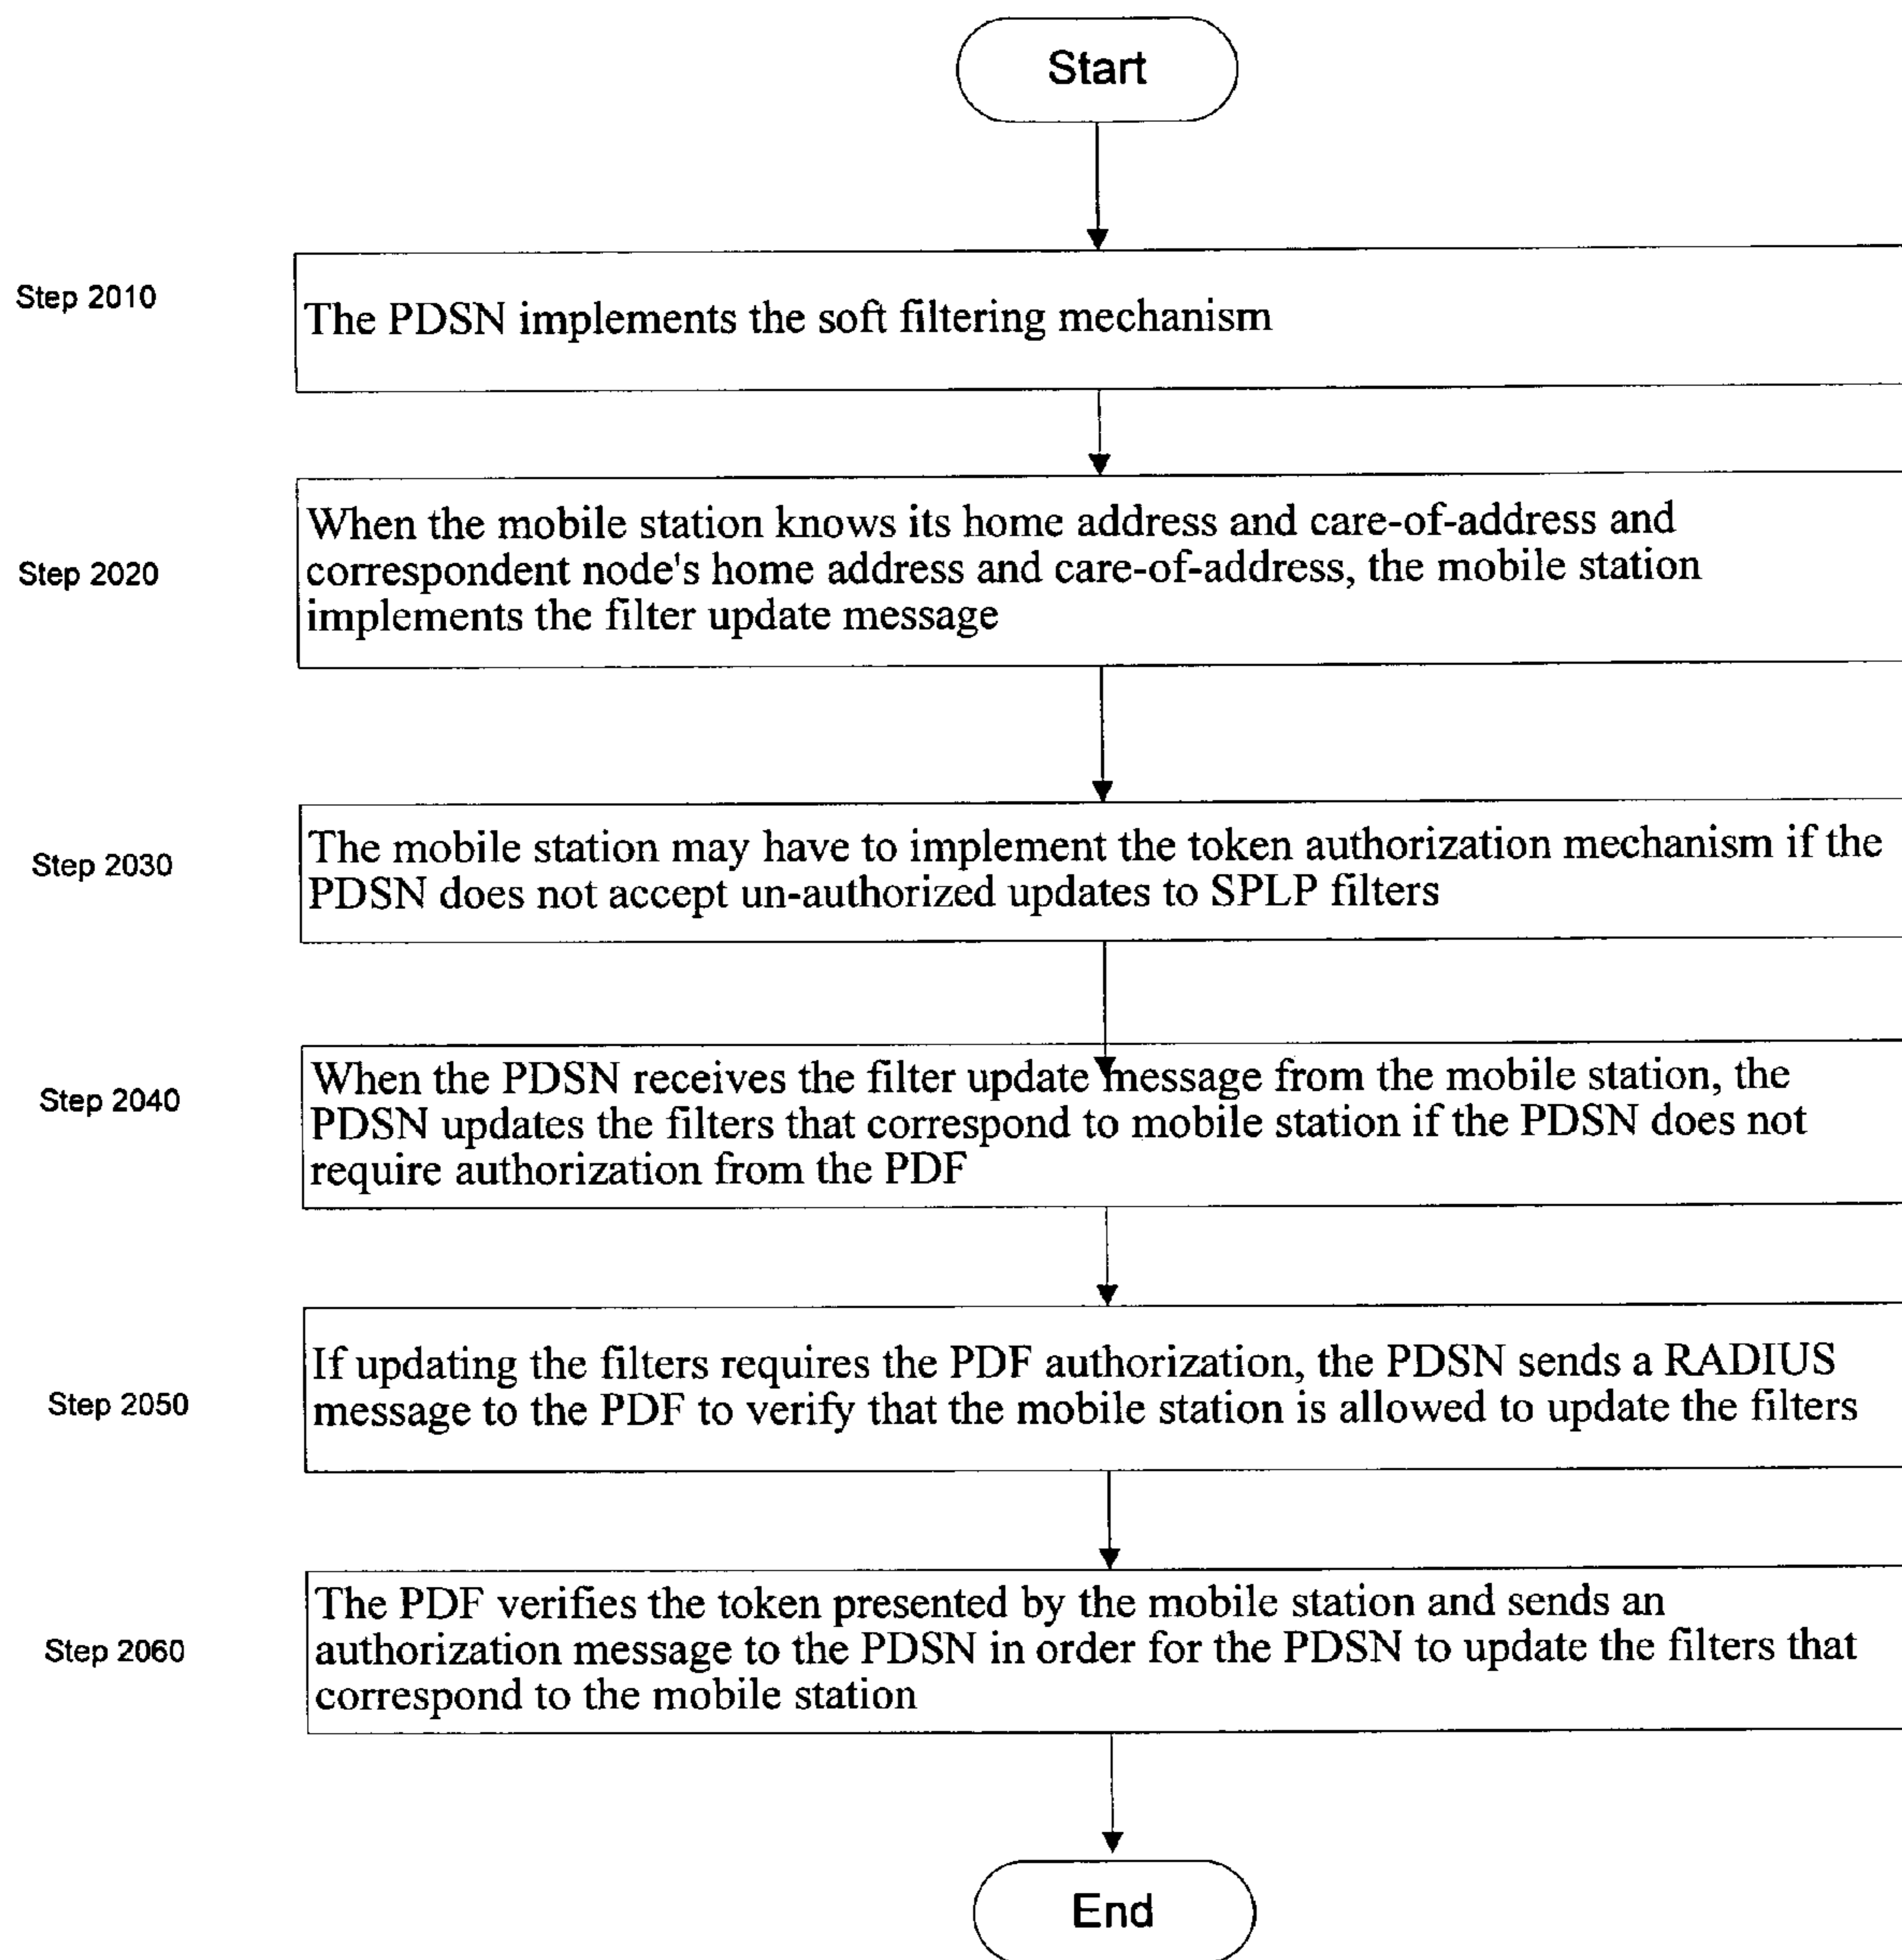 Start
Step 2010
The PDSN implements the soft filtering mechanism
Step 2020
When the mobile station knows its home address and care-of-address and
correspondent node's home address and care-of-address, the mobile station
implements the filter update message
Step 2030
The mobile station may have to implement the token authorization mechanism if the
PDSN does not accept un-authorized updates to SPLP filters
Step 2040
When the PDSN receives the filter update message from the mobile station, the
PDSN updates the filters that correspond to mobile station if the PDSN does not
require authorization from the PDF
Step 2050
If updating the filters requires the PDF authorization, the PDSN sends a RADIUS
message to the PDF to verify that the mobile station is allowed to update the filters
Step 2060
The PDF verifies the token presented by the mobile station and sends an
authorization message to the PDSN in order for the PDSN to update the filters that
correspond to the mobile station
End